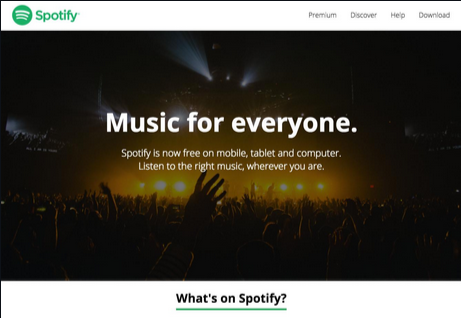 Spotify
Premium Discover Help Download
Music for everyone.
Spotify is now free on mobile, tablet and computer.
Listen to the right music, wherever you are.
What's on Spotify?